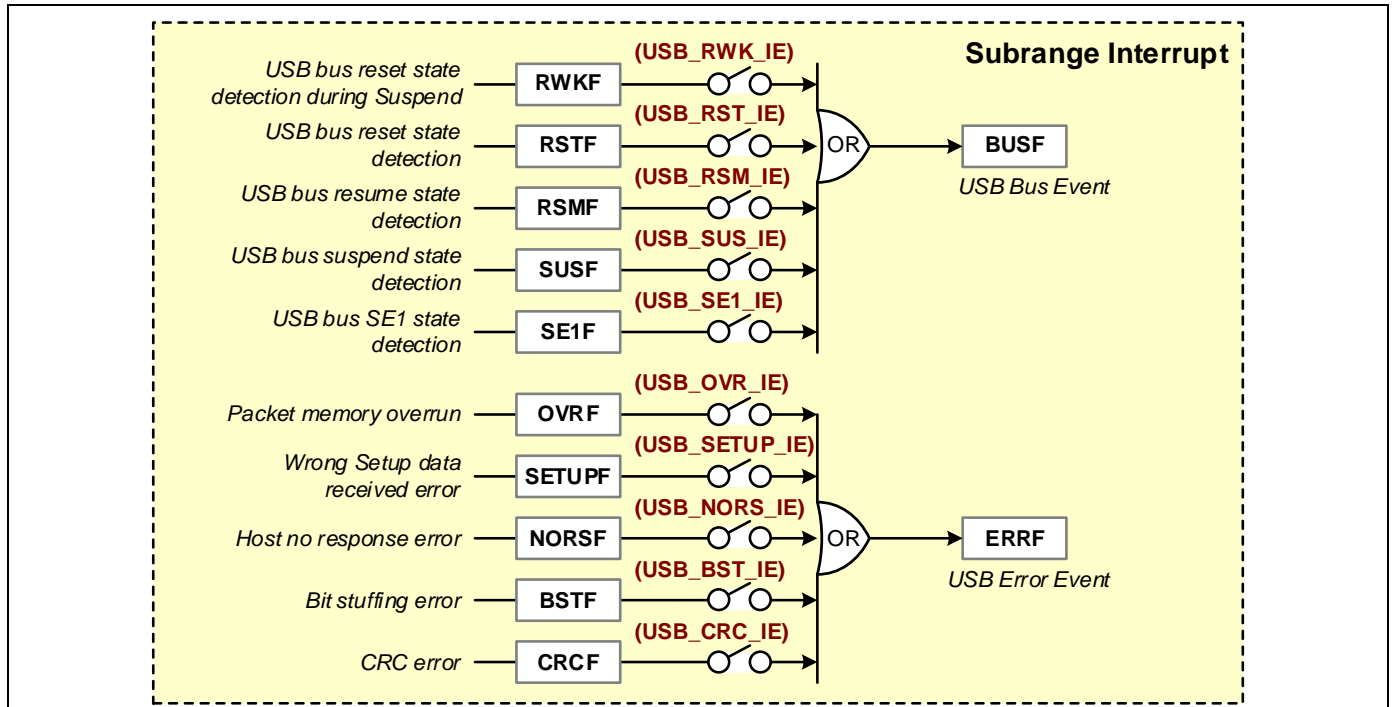 Subrange Interrupt
USB bus reset state
detection during Suspend
RWKF
(USB_RWK_IE)
USB bus reset state
detection
RSTF
(USB_RST_IE)
OR
BUSF
USB Bus Event
USB bus resume state
detection
RSMF
(USB_RSM_IE)
USB bus suspend state
detection
SUSF
(USB_SUS_IE)
USB bus SE1 state
detection
SE1F
(USB_SE1_IE)
Packet memory overrun
OVRF
(USB_OVR_IE)
Wrong Setup data
received error
SETUPF
(USB_SETUP_IE)
Host no response error
NORSF
(USB_NORS_IE)
OR
ERRF
USB Error Event
Bit stuffing error
BSTF
(USB_BST_IE)
CRC error
CRCF
(USB_CRC_IE)